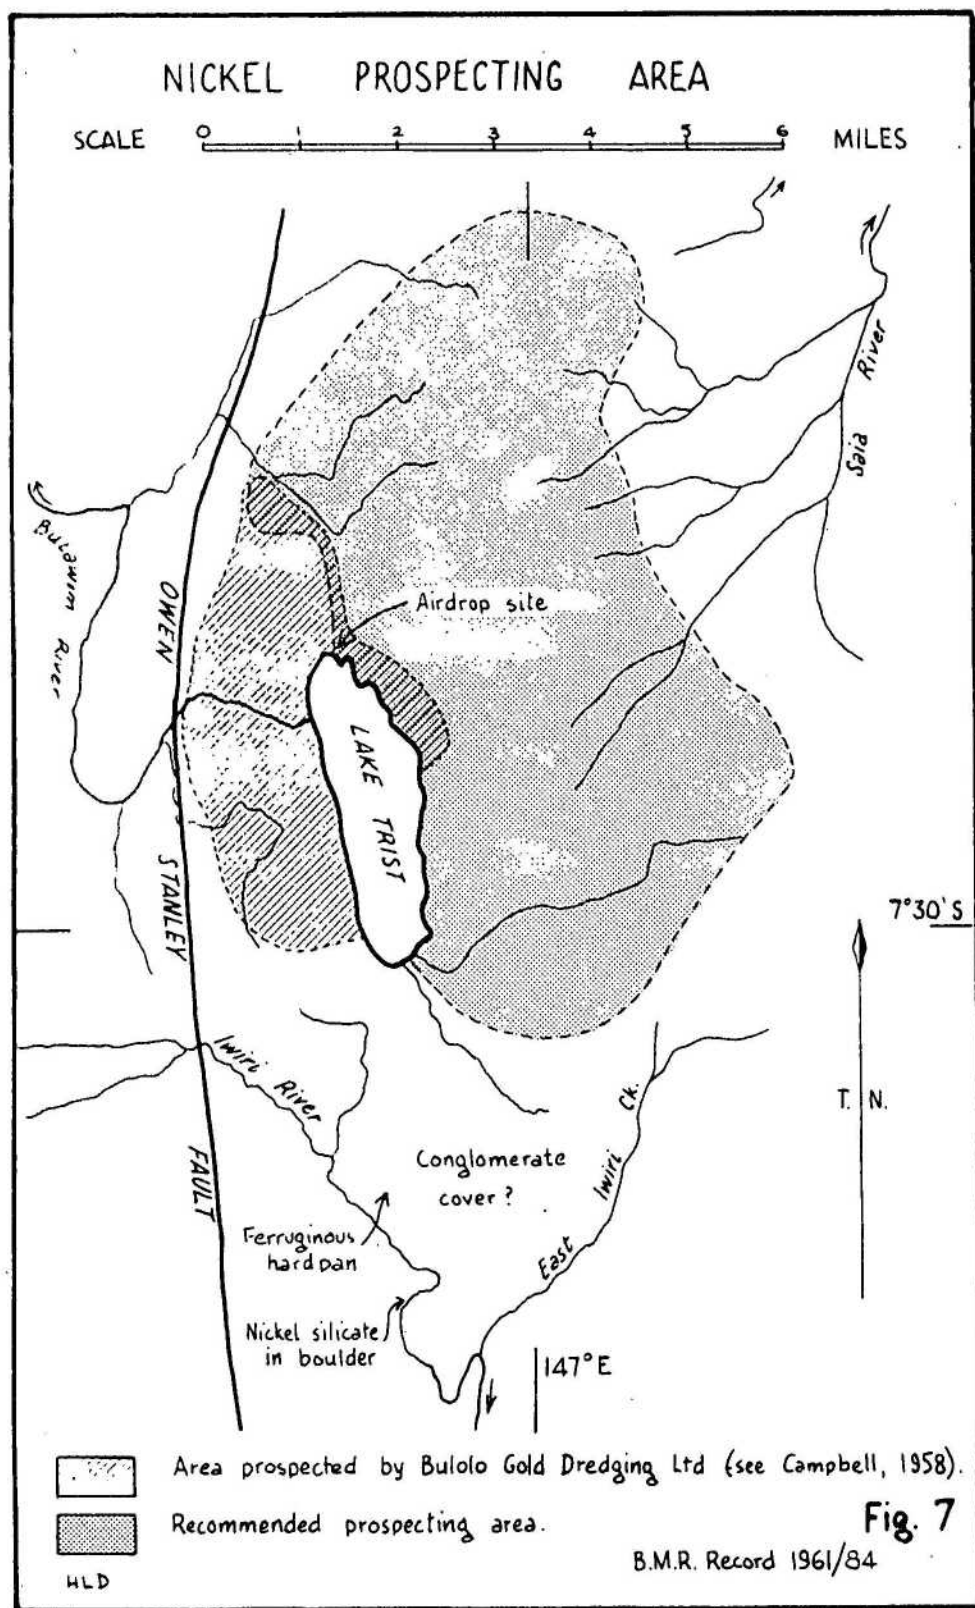 NICKEL PROSPECTING AREA
SCALE 0 1 2 3 4 5 6 MILES
Saia River
Bulawim River
OWEN STANLEY FAULT
Airdrop site
LAKE TRIST
7°30'S
T. N.
Iwiri River
Conglomerate
cover ?
East Iwiri Ck.
Ferruginous
hard pan
Nickel silicate
in boulder
147°E
Area prospected by Bulolo Gold Dredging Ltd (see Campbell, 1958).
Recommended prospecting area.
Fig. 7
B.M.R. Record 1961/84
HLD